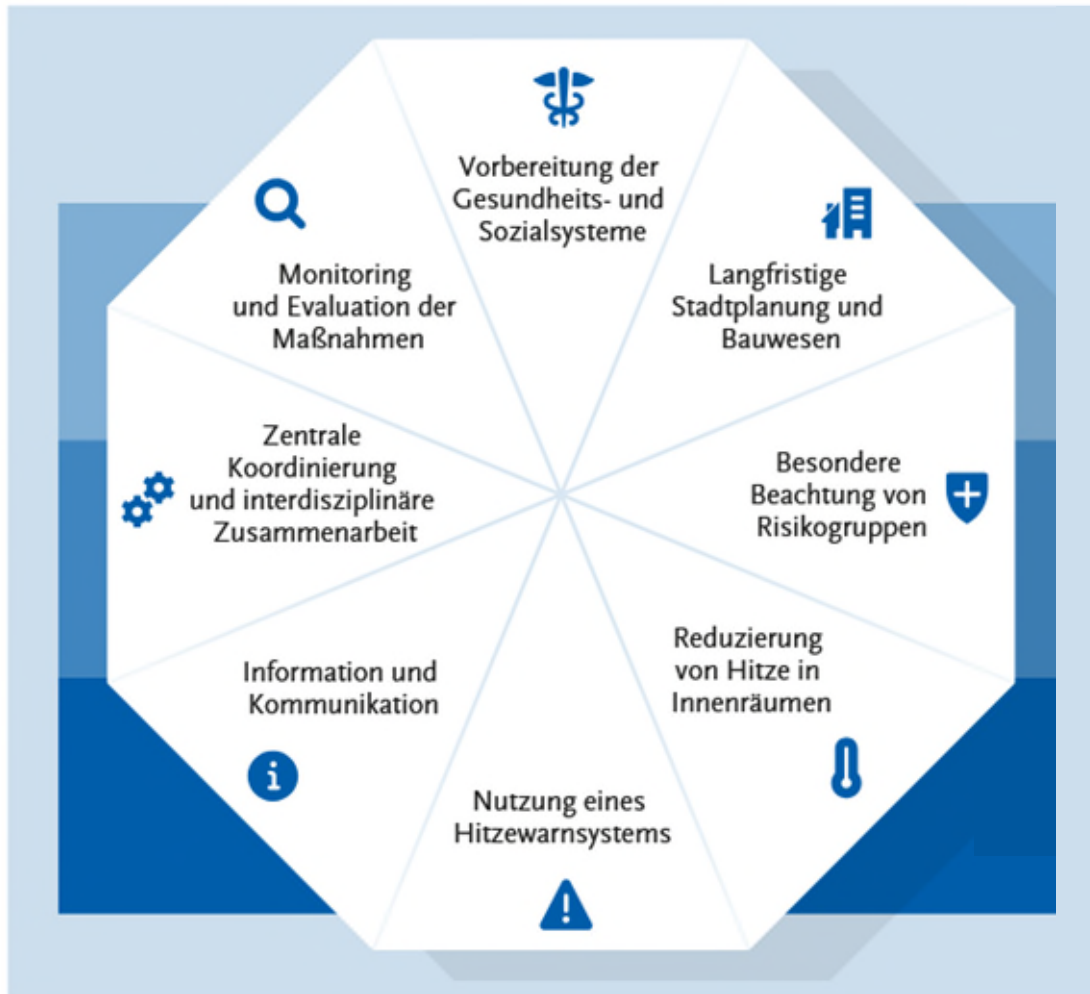 Vorbereitung der
Gesundheits- und
Sozialsysteme
Langfristige
Stadtplanung und
Bauwesen
Besondere
Beachtung von
Risikogruppen
Reduzierung
von Hitze in
Innenräumen
Nutzung eines
Hitzewarnsystems
Information und
Kommunikation
Zentrale
Koordinierung
und interdisziplinäre
Zusammenarbeit
Monitoring
und Evaluation der
Maßnahmen